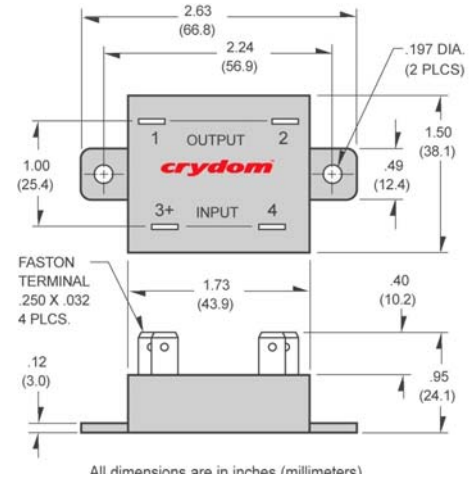 2.63
(66.8)
2.24
(56.9)
.197 DIA.
(2 PLCS)
1 OUTPUT 2
crydom
3+ INPUT 4
1.00
(25.4)
1.50
(38.1)
.49
(12.4)
FASTON
TERMINAL
.250 X .032
4 PLCS.
1.73
(43.9)
.40
(10.2)
.12
(3.0)
.95
(24.1)
All dimensions are in inches (millimeters)